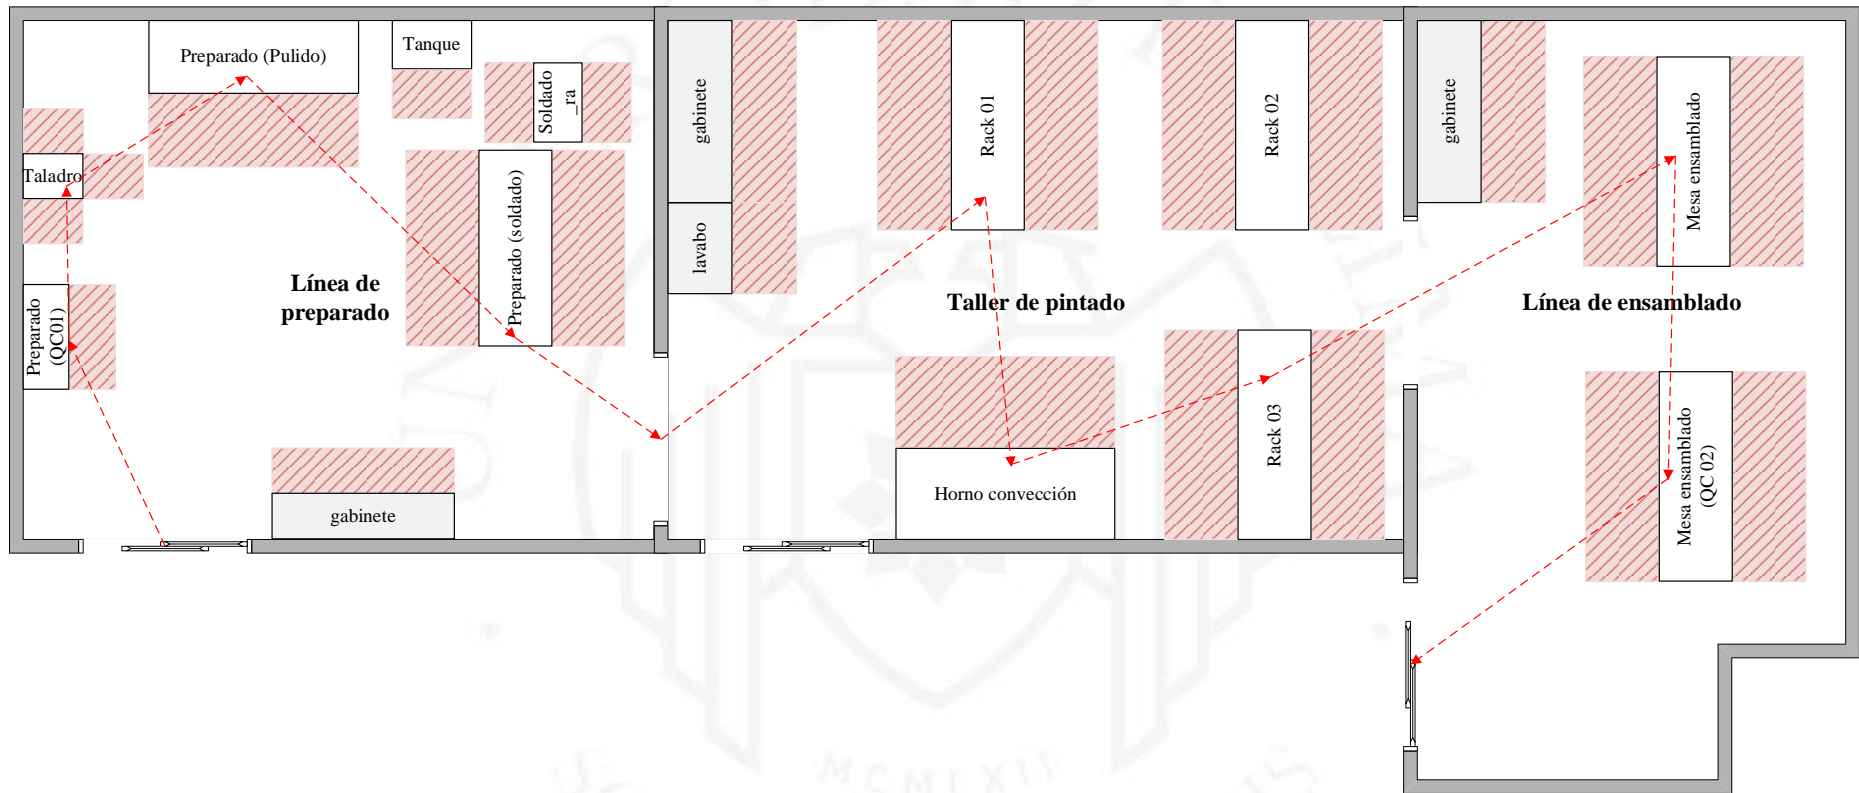 Preparado (Pulido)
Tanque
Soldado
_ra
Taladro
Preparado (soldado)
Preparado
(QC01)
Línea de
preparado
gabinete
gabinete
lavabo
Rack 01
Rack 02
Taller de pintado
Horno convección
Rack 03
gabinete
Mesa ensamblado
Línea de ensamblado
Mesa ensamblado
(QC 02)
MCMLXII